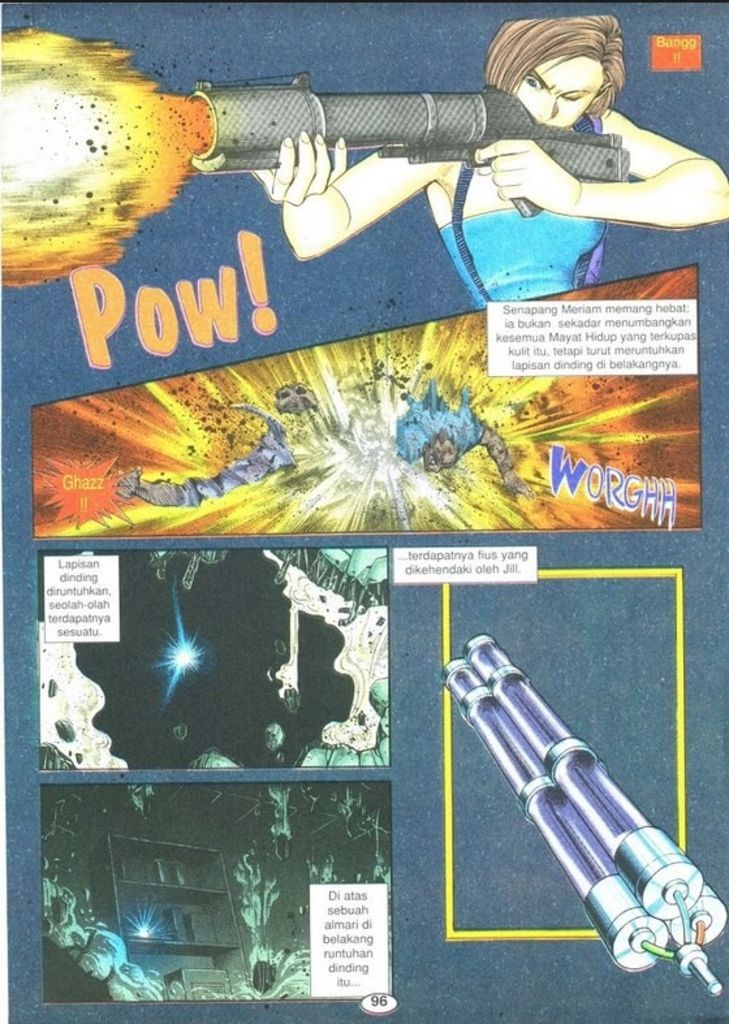 Bangg
!!
Pow!
Senapang Meriam memang hebat,
ia bukan sekadar menumbangkan
kesemua Mayat Hidup yang terkupas
kulit itu, tetapi turut meruntuhkan
lapisan dinding di belakangnya.
Ghazz
!!
WORGHH
Lapisan
dinding
diruntuhkan,
seolah-olah
terdapatnya
sesuatu.
Di atas
sebuah
almari di
belakang
runtuhan
dinding
itu...
...terdapatnya fius yang
dikehendaki oleh Jill.
96